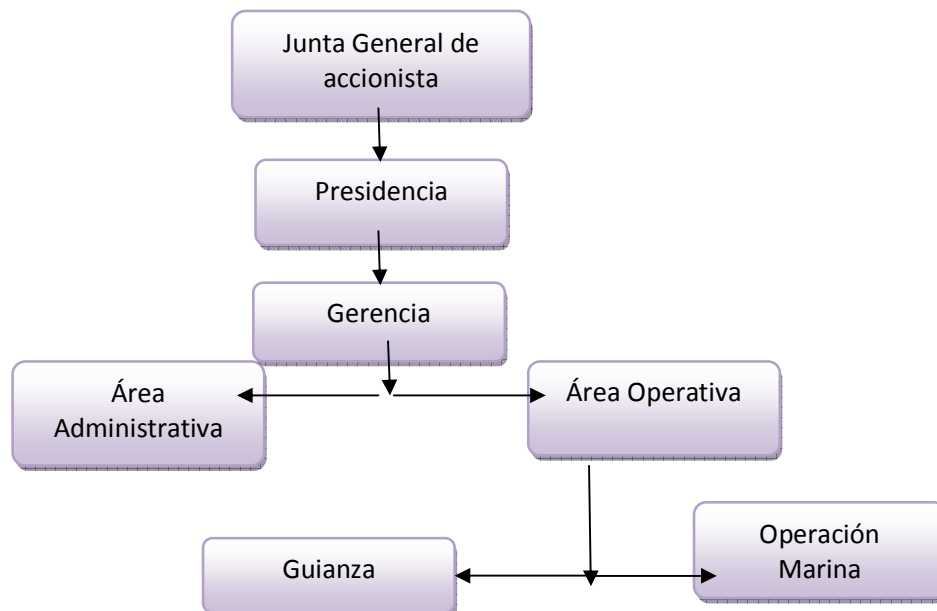 Junta General de
accionista
Presidencia
Gerencia
Área
Administrativa
Área Operativa
Guianza
Operación
Marina